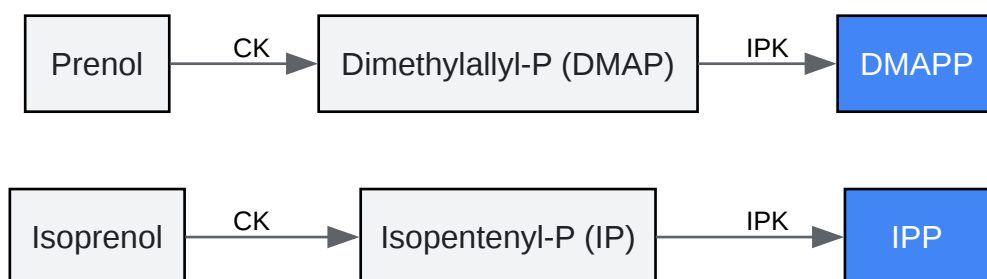 Prenol
CK
Dimethylallyl-P (DMAP)
IPK
DMAPP
Isoprenol
CK
Isopentenyl-P (IP)
IPK
IPP